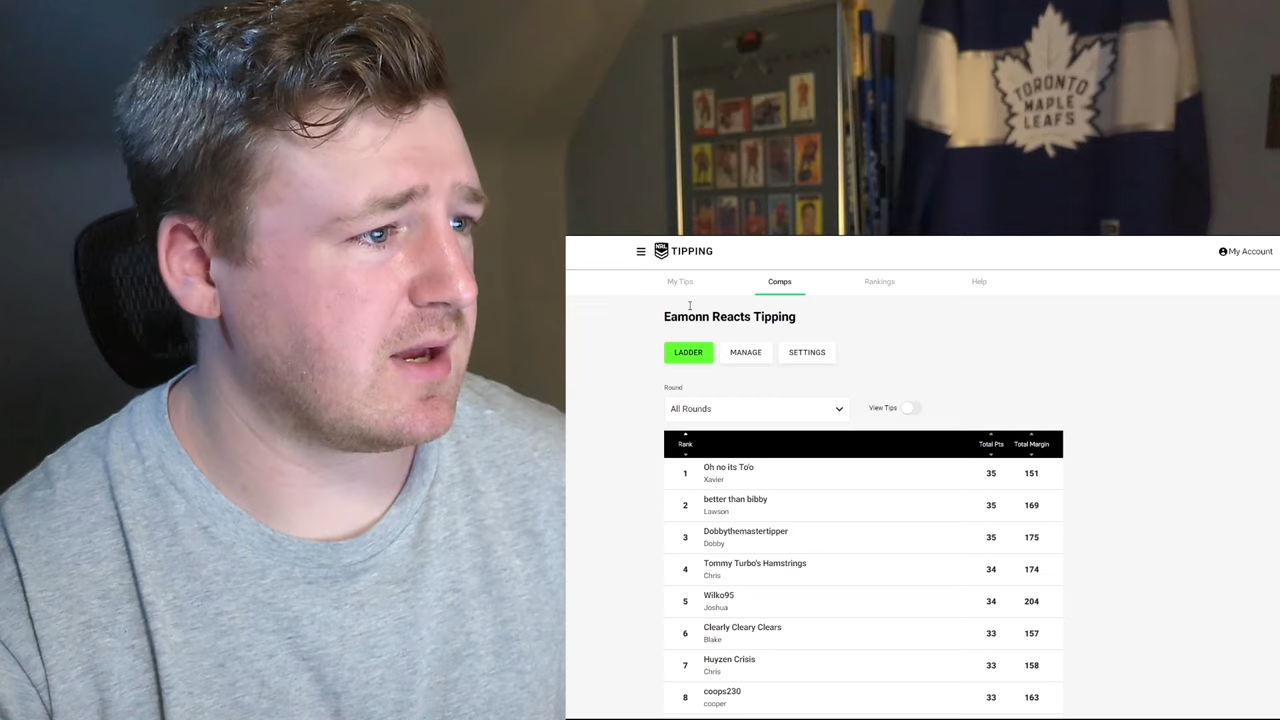 TORONTO
MAPLE
LEAFS
NRL TIPPING
My Account
My Tips
Comps
Rankings
Help
Eamonn Reacts Tipping
LADDER
MANAGE
SETTINGS
Round
All Rounds
View Tips
Rank
Total Pts
Total Margin
1
Oh no its To'o
Xavier
35
151
2
better than bibby
Lawson
35
169
3
Dobbythemastertipper
Dobby
35
175
4
Tommy Turbo's Hamstrings
Chris
34
174
5
Wilko95
Joshua
34
204
6
Clearly Cleary Clears
Blake
33
157
7
Huyzen Crisis
Chris
33
158
8
coops230
cooper
33
163